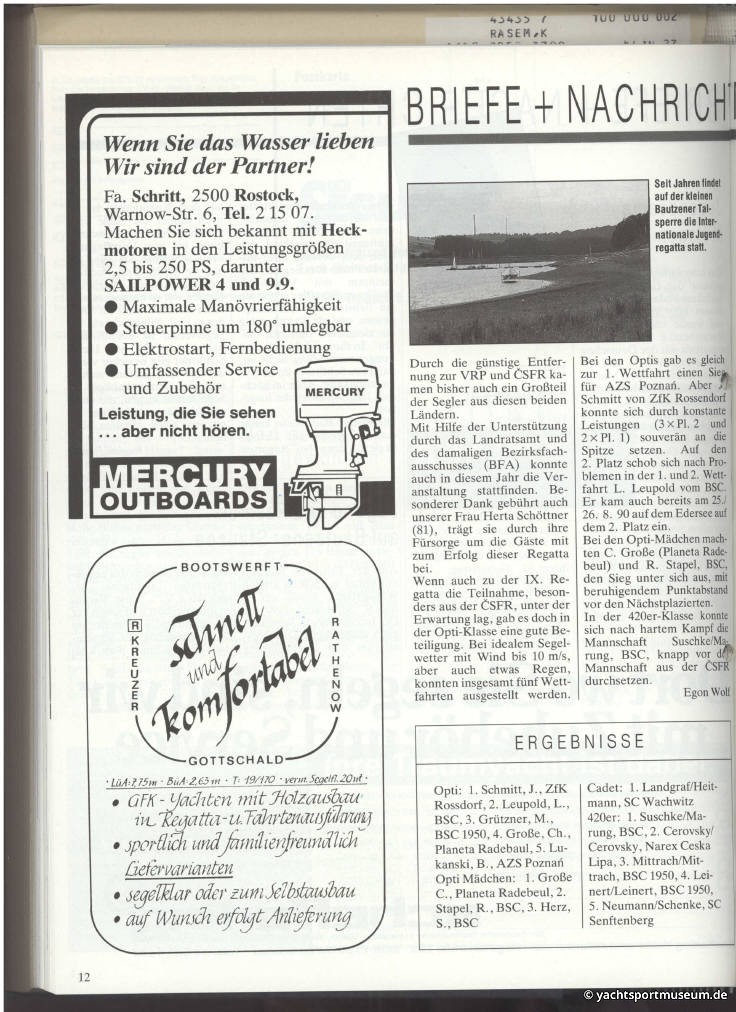 43435 7 100 000 002
RASEM,K
Wenn Sie das Wasser lieben
Wir sind der Partner!
Fa. Schritt, 2500 Rostock,
Warnow-Str. 6, Tel. 2 15 07.
Machen Sie sich bekannt mit Heck-
motoren in den Leistungsgrößen
2,5 bis 250 PS, darunter
SAILPOWER 4 und 9.9.
● Maximale Manövrierfähigkeit
● Steuerpinne um 180° umlegbar
● Elektrostart, Fernbedienung
● Umfassender Service
und Zubehör
Leistung, die Sie sehen
... aber nicht hören.
MERCURY
MERCURY
OUTBOARDS
BOOTSWERFT
R KREUZER
schnell
und
komfortabel
RATHENOW
GOTTSCHALD
· LüA: 7,75m · BüA: 2,63m · T: 19/170 · verm. Segelfl. 20m² ·
• GFK - Yachten mit Holzausbau
in Regatta- u. Fahrtenausführung
• sportlich und familienfreundlich
Liefervarianten
• segelklar oder zum Selbstausbau
• auf Wunsch erfolgt Anlieferung
12
BRIEFE + NACHRICHT
Seit Jahren findet
auf der kleinen
Bautzener Tal-
sperre die Inter-
nationale Jugend-
regatta statt.
Durch die günstige Entfer-
nung zur VRP und ČSFR ka-
men bisher auch ein Großteil
der Segler aus diesen beiden
Ländern.
Mit Hilfe der Unterstützung
durch das Landratsamt und
des damaligen Bezirksfach-
ausschusses (BFA) konnte
auch in diesem Jahr die Ver-
anstaltung stattfinden. Be-
sonderer Dank gebührt auch
unserer Frau Herta Schöttner
(81), trägt sie durch ihre
Fürsorge um die Gäste mit
zum Erfolg dieser Regatta
bei.
Wenn auch zu der IX. Re-
gatta die Teilnahme, beson-
ders aus der ČSFR, unter der
Erwartung lag, gab es doch in
der Opti-Klasse eine gute Be-
teiligung. Bei idealem Segel-
wetter mit Wind bis 10 m/s,
aber auch etwas Regen,
konnten insgesamt fünf Wett-
fahrten ausgestellt werden.
Bei den Optis gab es gleich
zur 1. Wettfahrt einen Sieg
für AZS Poznań. Aber J.
Schmitt von ZfK Rossendorf
konnte sich durch konstante
Leistungen (3×Pl. 2 und
2×Pl. 1) souverän an die
Spitze setzen. Auf den
2. Platz schob sich nach Pro-
blemen in der 1. und 2. Wett-
fahrt L. Leupold vom BSC.
Er kam auch bereits am 25./
26. 8. 90 auf dem Edersee auf
dem 2. Platz ein.
Bei den Opti-Mädchen mach-
ten C. Große (Planeta Rade-
beul) und R. Stapel, BSC,
den Sieg unter sich aus, mit
beruhigendem Punktabstand
vor den Nächstplazierten.
In der 420er-Klasse konnte
sich nach hartem Kampf die
Mannschaft Suschke/Ma-
rung, BSC, knapp vor der
Mannschaft aus der ČSFR
durchsetzen.
Egon Wolf
ERGEBNISSE
Opti: 1. Schmitt, J., ZfK
Rossdorf, 2. Leupold, L.,
BSC, 3. Grützner, M.,
BSC 1950, 4. Große, Ch.,
Planeta Radebaul, 5. Lu-
kanski, B., AZS Poznań
Opti Mädchen: 1. Große
C., Planeta Radebeul, 2.
Stapel, R., BSC, 3. Herz,
S., BSC
Cadet: 1. Landgraf/Heit-
mann, SC Wachwitz
420er: 1. Suschke/Ma-
rung, BSC, 2. Cerovsky/
Cerovsky, Narex Ceska
Lipa, 3. Mittrach/Mit-
trach, BSC 1950, 4. Lei-
nert/Leinert, BSC 1950,
5. Neumann/Schenke, SC
Senftenberg
© yachtsportmuseum.de